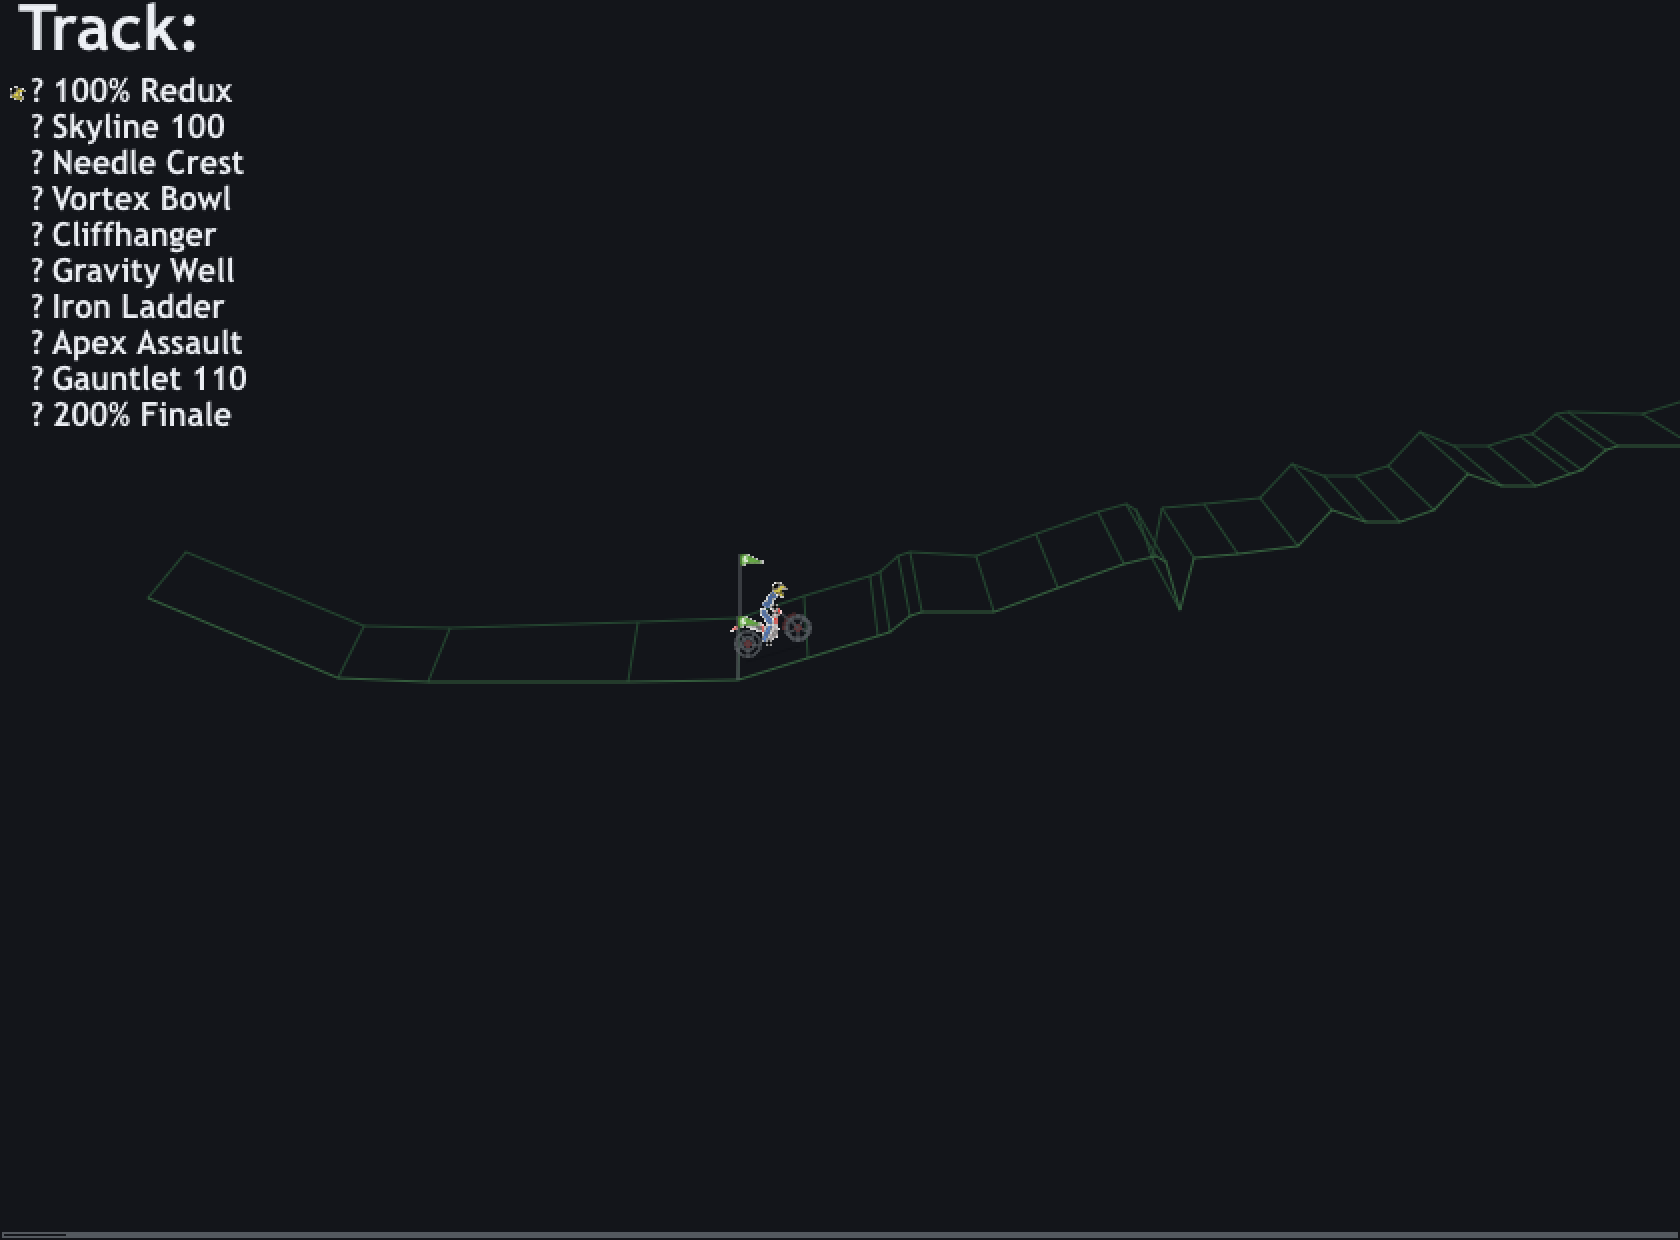 Track:
? 100% Redux
? Skyline 100
? Needle Crest
? Vortex Bowl
? Cliffhanger
? Gravity Well
? Iron Ladder
? Apex Assault
? Gauntlet 110
? 200% Finale